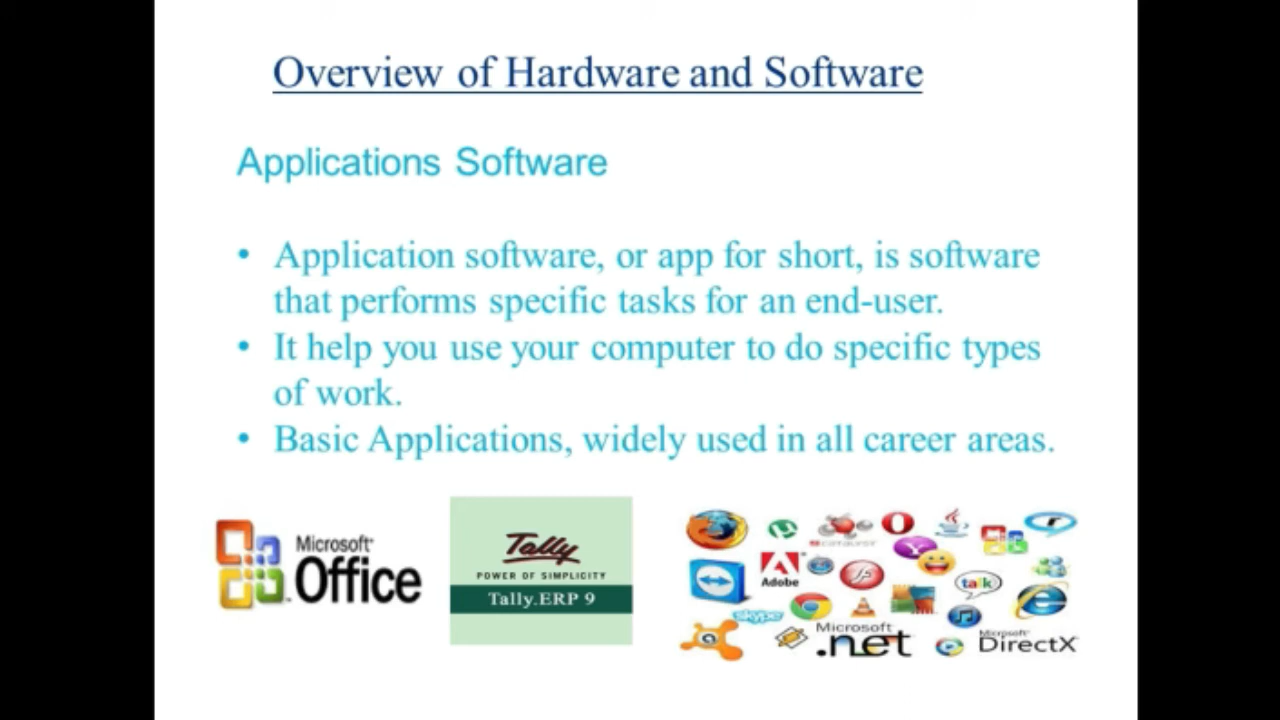 Overview of Hardware and Software
Applications Software
• Application software, or app for short, is software
that performs specific tasks for an end-user.
• It help you use your computer to do specific types
of work.
• Basic Applications, widely used in all career areas.
Microsoft
Office
Tally
POWER OF SIMPLICITY
Tally.ERP 9
Adobe
talk
skype
Microsoft
.net
Microsoft
DirectX